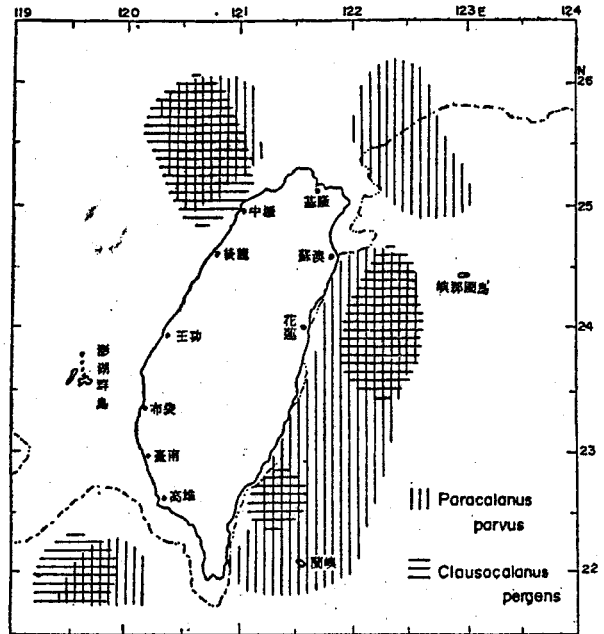 119 120 121 122 123 E 124
N
26
25
24
23
22
基隆
中壢
後龍
蘇澳
與那國島
花蓮
王功
澎湖群島
布袋
臺南
高雄
蘭嶼
Paracalanus
parvus
Clausocalanus
pergens